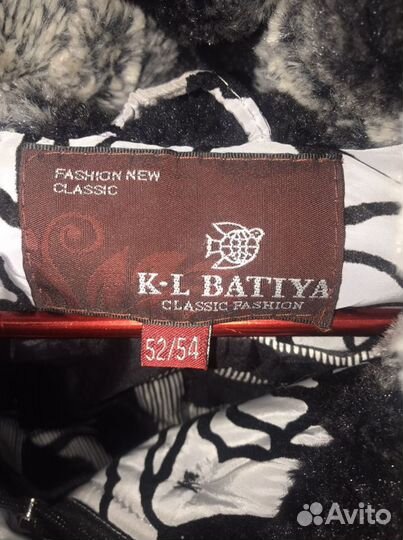 FASHION NEW
CLASSIC
K·L BATIYA
CLASSIC FASHION
52/54
Avito